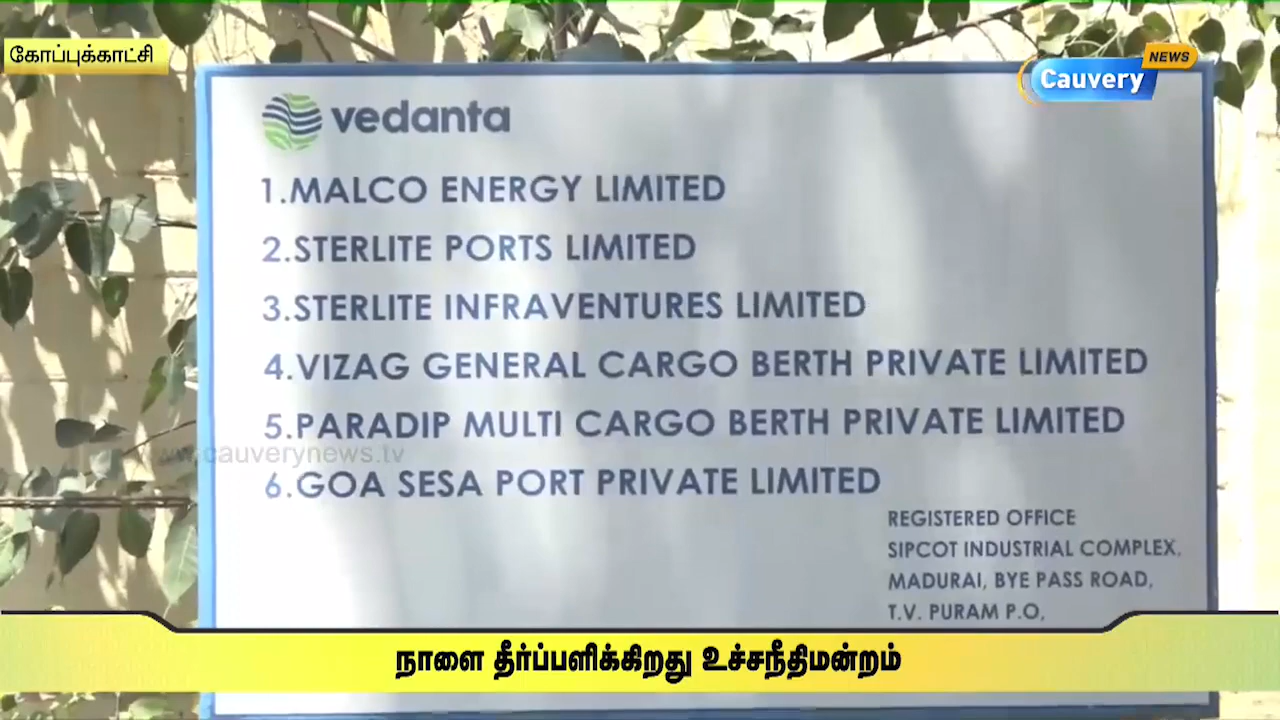 கோப்புக்காட்சி
Cauvery NEWS
vedanta
1.MALCO ENERGY LIMITED
2.STERLITE PORTS LIMITED
3.STERLITE INFRAVENTURES LIMITED
4.VIZAG GENERAL CARGO BERTH PRIVATE LIMITED
5.PARADIP MULTI CARGO BERTH PRIVATE LIMITED
www.cauverynews.tv
6.GOA SESA PORT PRIVATE LIMITED
REGISTERED OFFICE
SIPCOT INDUSTRIAL COMPLEX,
MADURAI, BYE PASS ROAD,
T.V. PURAM P.O,
நாளை தீர்ப்பளிக்கிறது உச்சநீதிமன்றம்